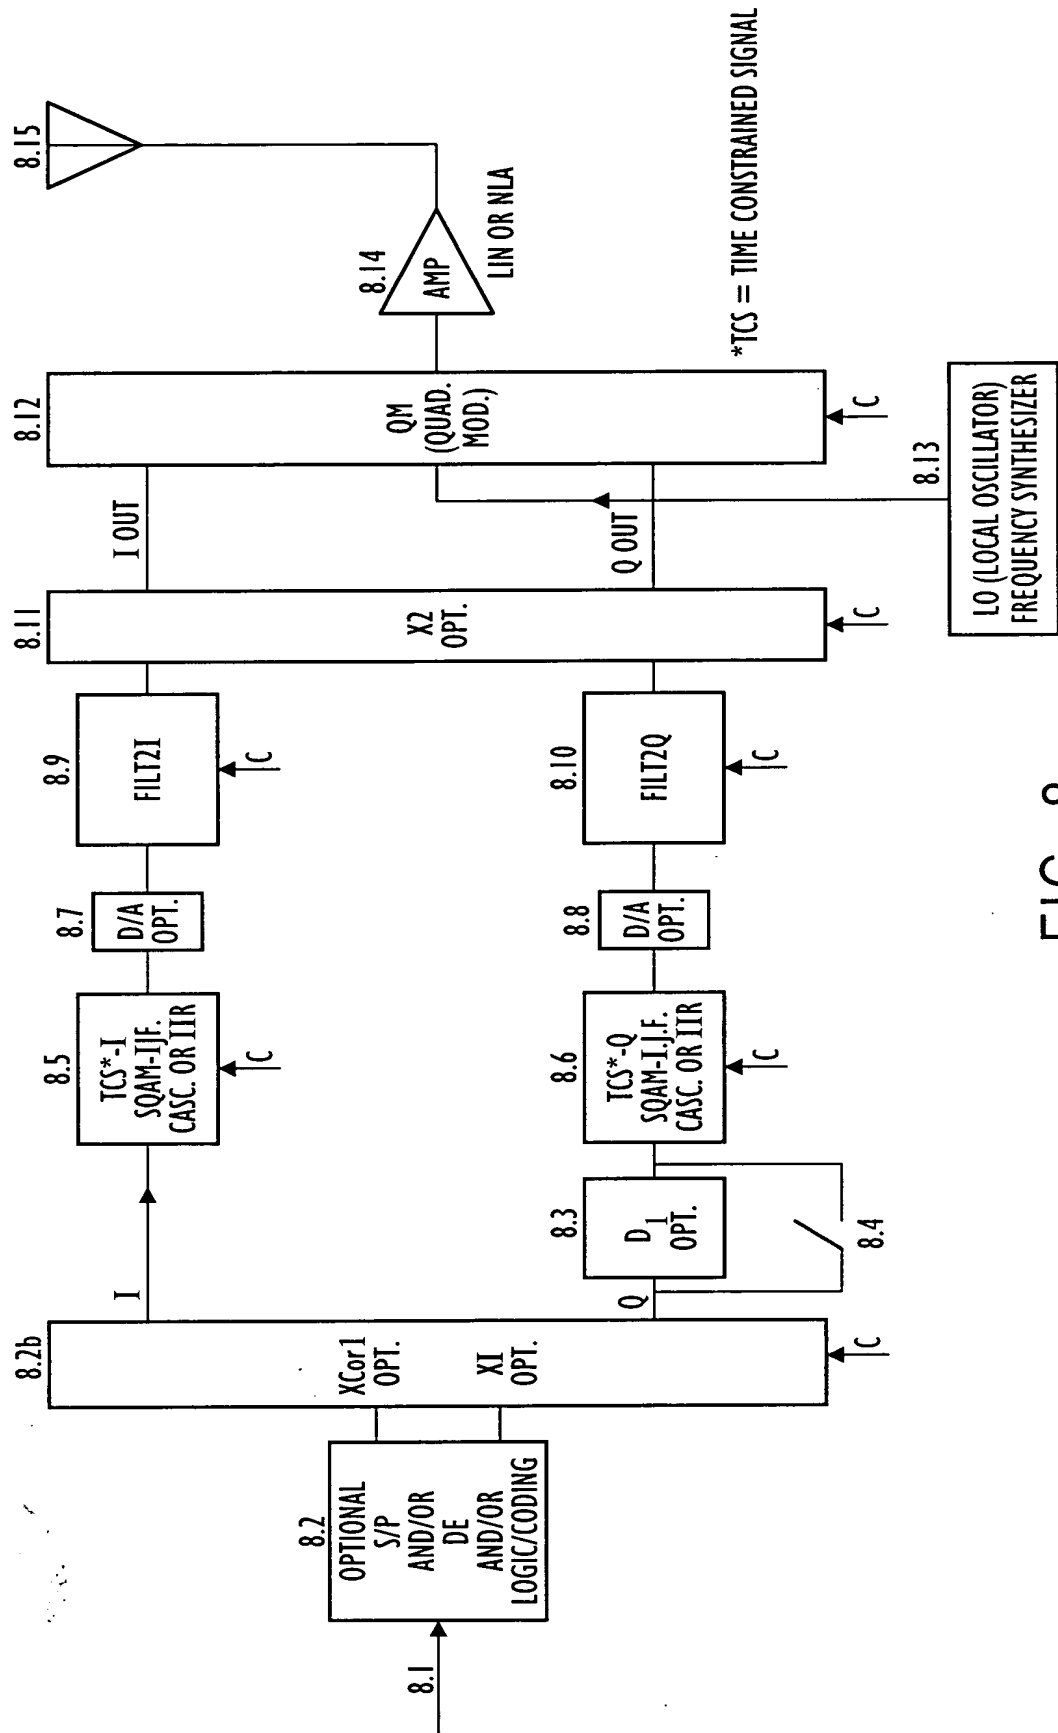 8.1
8.2
OPTIONAL
S/P
AND/OR
DE
AND/OR
LOGIC/CODING
8.2b
XCor1
OPT.
XI
OPT.
C
I
Q
8.3
D1
OPT.
8.4
8.5
TCS*-I
SQAM-IJF.
CASC. OR IIR
C
8.6
TCS*-Q
SQAM-I.J.F.
CASC. OR IIR
C
8.7
D/A
OPT.
8.8
D/A
OPT.
8.9
FILT2I
C
8.10
FILT2Q
C
8.11
X2
OPT.
C
I OUT
Q OUT
8.12
QM
(QUAD.
MOD.)
C
8.13
LO (LOCAL OSCILLATOR)
FREQUENCY SYNTHESIZER
8.14
AMP
LIN OR NLA
8.15
*TCS = TIME CONSTRAINED SIGNAL
FIG. 8